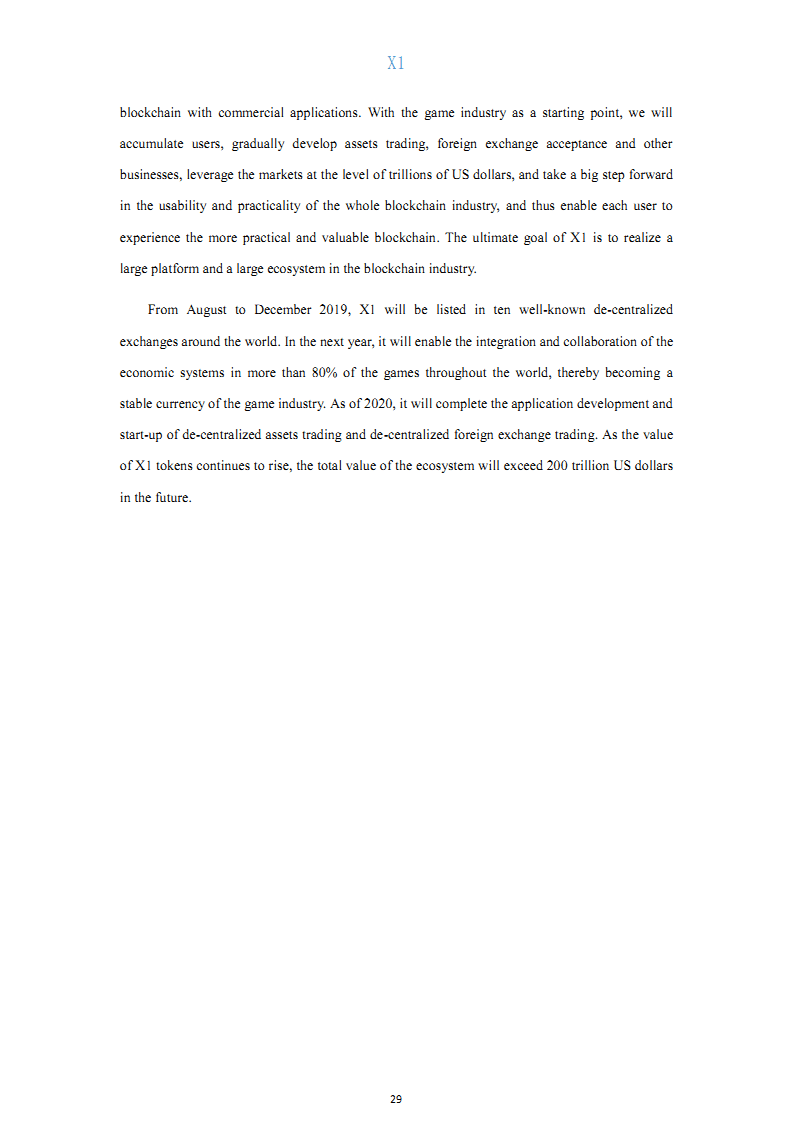 X1
blockchain with commercial applications. With the game industry as a starting point, we will
accumulate users, gradually develop assets trading, foreign exchange acceptance and other
businesses, leverage the markets at the level of trillions of US dollars, and take a big step forward
in the usability and practicality of the whole blockchain industry, and thus enable each user to
experience the more practical and valuable blockchain. The ultimate goal of X1 is to realize a
large platform and a large ecosystem in the blockchain industry.
From August to December 2019, X1 will be listed in ten well-known de-centralized
exchanges around the world. In the next year, it will enable the integration and collaboration of the
economic systems in more than 80% of the games throughout the world, thereby becoming a
stable currency of the game industry. As of 2020, it will complete the application development and
start-up of de-centralized assets trading and de-centralized foreign exchange trading. As the value
of X1 tokens continues to rise, the total value of the ecosystem will exceed 200 trillion US dollars
in the future.
29